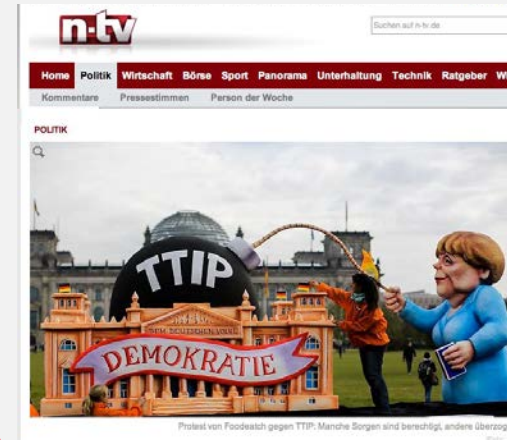 n-tv
Suchen auf n-tv.de
Home Politik Wirtschaft Börse Sport Panorama Unterhaltung Technik Ratgeber
Kommentare Pressestimmen Person der Woche
POLITIK
TTIP
DEM DEUTSCHEN VOLKE
DEMOKRATIE
Protest von Foodwatch gegen TTIP: Manche Sorgen sind berechtigt, andere